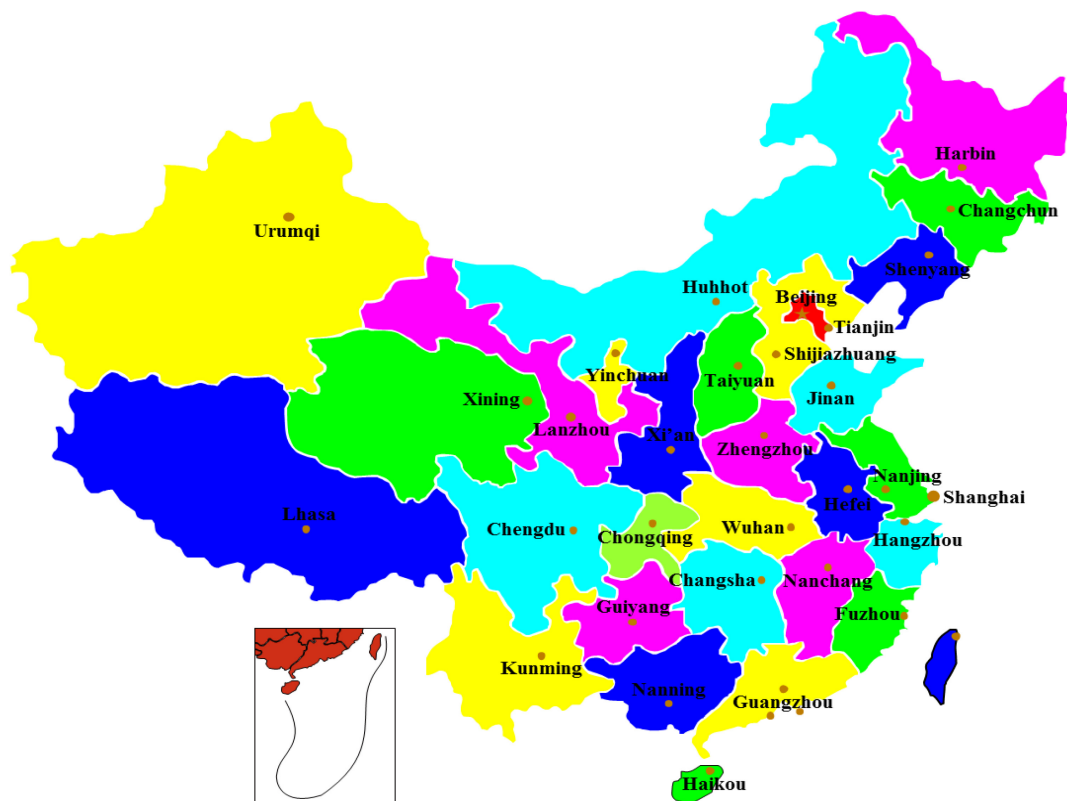 Harbin
Changchun
Urumqi
Shenyang
Huhhot
Beijing
Tianjin
Shijiazhuang
Yinchuan
Taiyuan
Jinan
Xining
Lanzhou
Xi'an
Zhengzhou
Nanjing
Shanghai
Hefei
Lhasa
Chengdu
Chongqing
Wuhan
Hangzhou
Changsha
Nanchang
Guiyang
Fuzhou
Kunming
Nanning
Guangzhou
Haikou